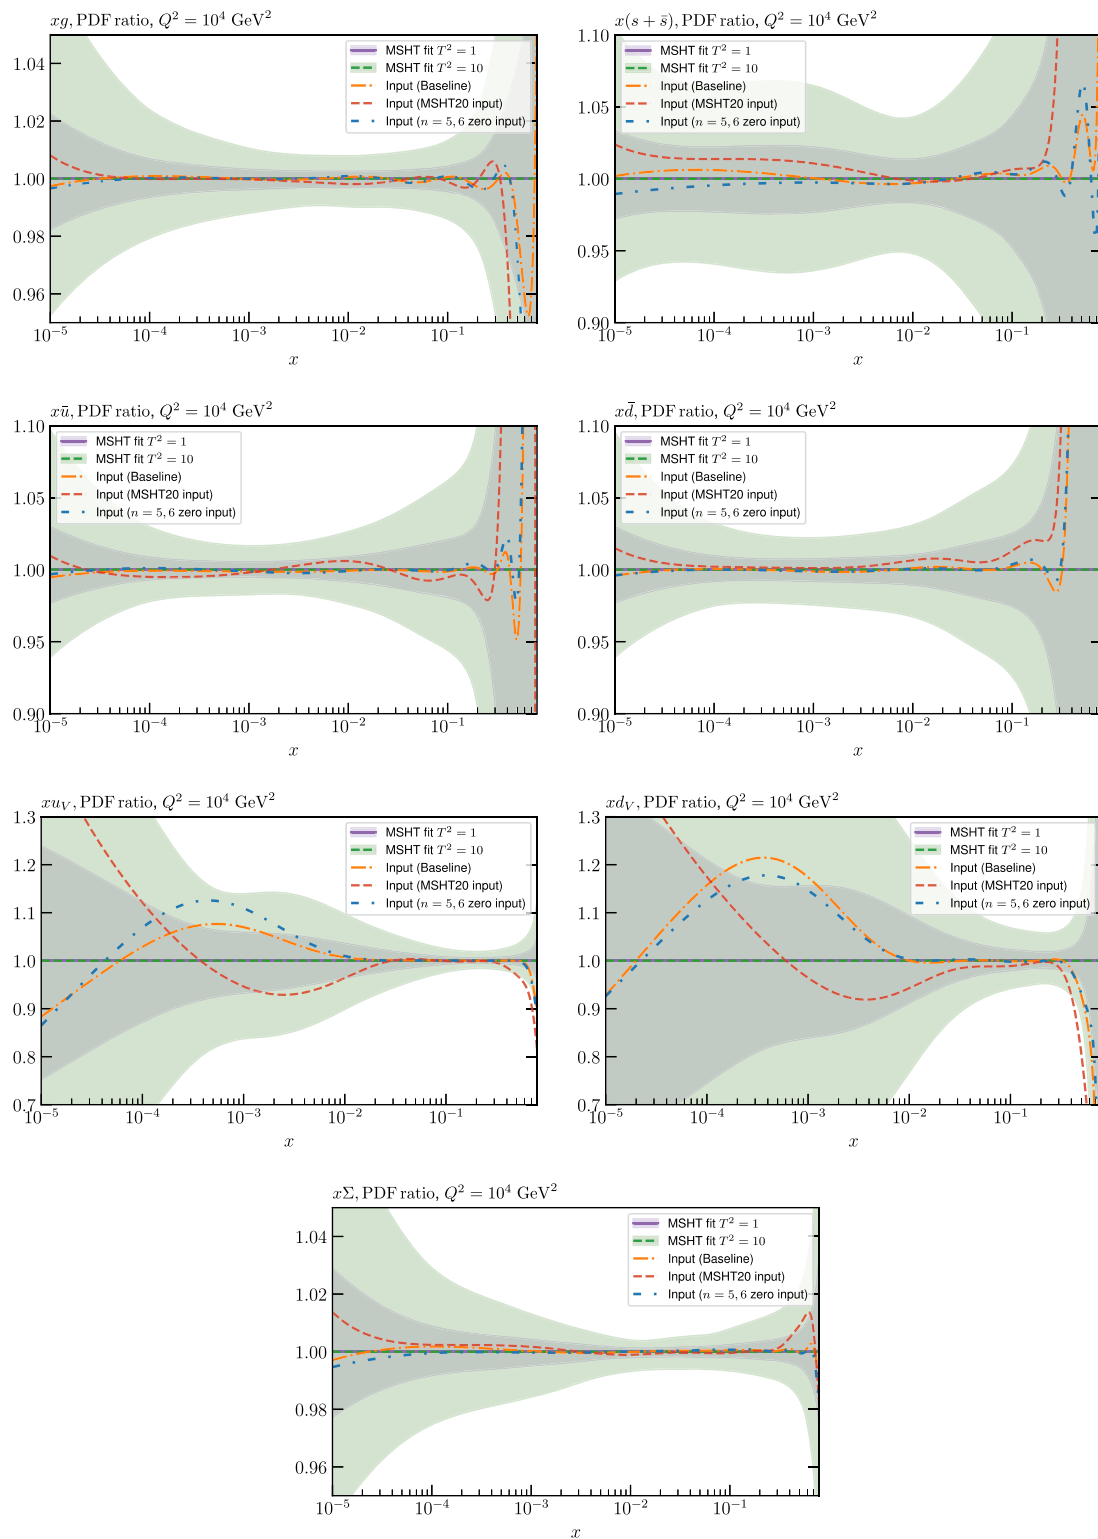 xg, PDF ratio, Q² = 10⁴ GeV²
1.04
1.02
1.00
0.98
0.96
MSHT fit T² = 1
MSHT fit T² = 10
Input (Baseline)
Input (MSHT20 input)
Input (n = 5, 6 zero input)
10⁻⁵ 10⁻⁴ 10⁻³ 10⁻² 10⁻¹
x
x(s + s̄), PDF ratio, Q² = 10⁴ GeV²
1.10
1.05
1.00
0.95
0.90
MSHT fit T² = 1
MSHT fit T² = 10
Input (Baseline)
Input (MSHT20 input)
Input (n = 5, 6 zero input)
10⁻⁵ 10⁻⁴ 10⁻³ 10⁻² 10⁻¹
x
xū, PDF ratio, Q² = 10⁴ GeV²
1.10
1.05
1.00
0.95
0.90
MSHT fit T² = 1
MSHT fit T² = 10
Input (Baseline)
Input (MSHT20 input)
Input (n = 5, 6 zero input)
10⁻⁵ 10⁻⁴ 10⁻³ 10⁻² 10⁻¹
x
xd̄, PDF ratio, Q² = 10⁴ GeV²
1.10
1.05
1.00
0.95
0.90
MSHT fit T² = 1
MSHT fit T² = 10
Input (Baseline)
Input (MSHT20 input)
Input (n = 5, 6 zero input)
10⁻⁵ 10⁻⁴ 10⁻³ 10⁻² 10⁻¹
x
xu_V, PDF ratio, Q² = 10⁴ GeV²
1.3
1.2
1.1
1.0
0.9
0.8
0.7
MSHT fit T² = 1
MSHT fit T² = 10
Input (Baseline)
Input (MSHT20 input)
Input (n = 5, 6 zero input)
10⁻⁵ 10⁻⁴ 10⁻³ 10⁻² 10⁻¹
x
xd_V, PDF ratio, Q² = 10⁴ GeV²
1.3
1.2
1.1
1.0
0.9
0.8
0.7
MSHT fit T² = 1
MSHT fit T² = 10
Input (Baseline)
Input (MSHT20 input)
Input (n = 5, 6 zero input)
10⁻⁵ 10⁻⁴ 10⁻³ 10⁻² 10⁻¹
x
xΣ, PDF ratio, Q² = 10⁴ GeV²
1.04
1.02
1.00
0.98
0.96
MSHT fit T² = 1
MSHT fit T² = 10
Input (Baseline)
Input (MSHT20 input)
Input (n = 5, 6 zero input)
10⁻⁵ 10⁻⁴ 10⁻³ 10⁻² 10⁻¹
x